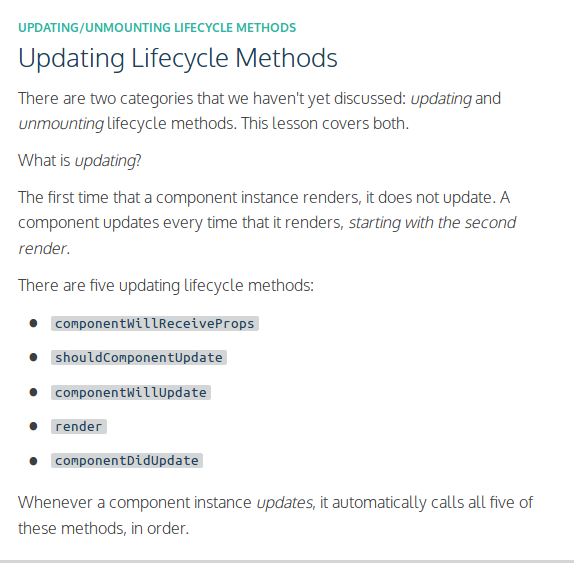 UPDATING/UNMOUNTING LIFECYCLE METHODS
Updating Lifecycle Methods
There are two categories that we haven't yet discussed: updating and
unmounting lifecycle methods. This lesson covers both.
What is updating?
The first time that a component instance renders, it does not update. A
component updates every time that it renders, starting with the second
render.
There are five updating lifecycle methods:
componentWillReceiveProps
shouldComponentUpdate
componentWillUpdate
render
componentDidUpdate
Whenever a component instance updates, it automatically calls all five of
these methods, in order.